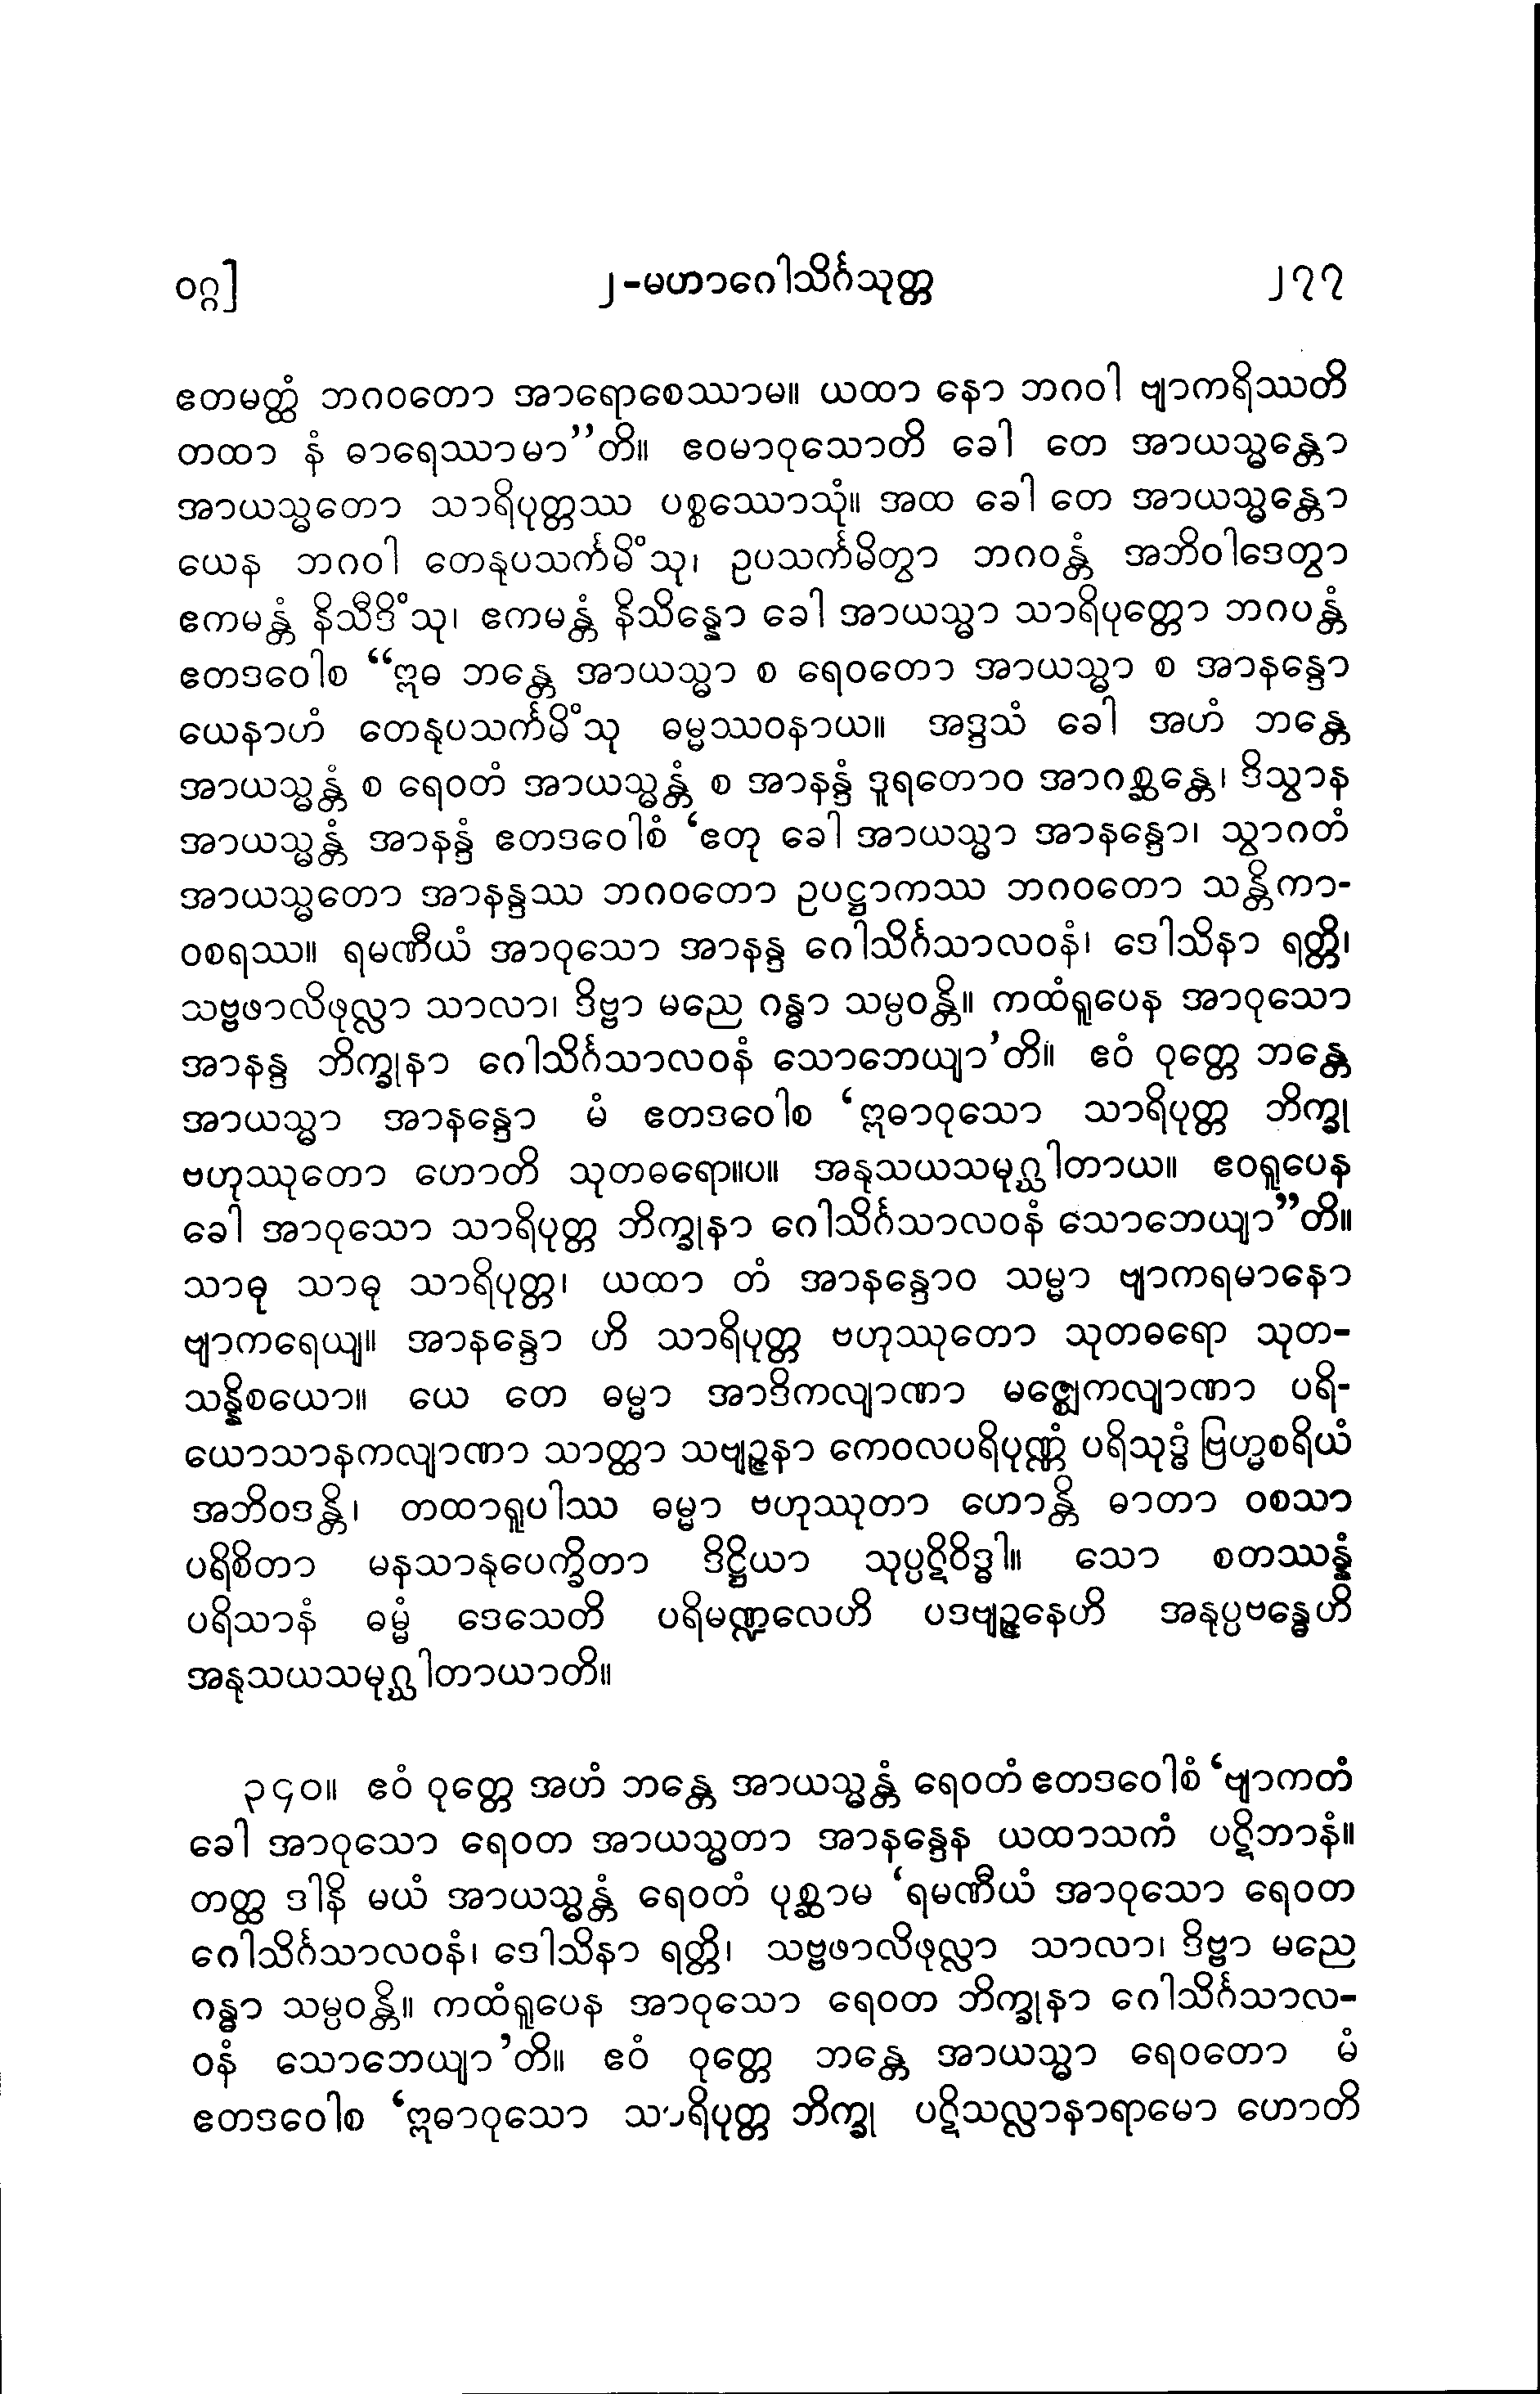 ဝဂ္ဂ]
၂-မဟာဂေါသိင်္ဂသုတ္တ
၂၇၇
ဧတမတ္ထံ ဘဂဝတော အာရောစေဿာမ။ ယထာ နော ဘဂဝါ ဗျာကရိဿတိ
တထာ နံ ဓာရေဿာမာ”တိ။ ဧဝမာဝုသောတိ ခေါ တေ အာယသ္မန္တော
အာယသ္မတော သာရိပုတ္တဿ ပစ္စဿောသုံ။ အထ ခေါ တေ အာယသ္မန္တော
ယေန ဘဂဝါ တေနုပသင်္ကမိံသု၊ ဥပသင်္ကမိတွာ ဘဂဝန္တံ အဘိဝါဒေတွာ
ဧကမန္တံ နိသီဒိံသု၊ ဧကမန္တံ နိသိန္နော ခေါ အာယသ္မာ သာရိပုတ္တော ဘဂပန္တံ
ဧတဒဝေါစ “ဣဓ ဘန္တေ အာယသ္မာ စ ရေဝတော အာယသ္မာ စ အာနန္ဒော
ယေနာဟံ တေနုပသင်္ကမိံသု ဓမ္မဿဝနာယ။ အဒ္ဒသံ ခေါ အဟံ ဘန္တေ
အာယသ္မန္တံ စ ရေဝတံ အာယသ္မန္တံ စ အာနန္ဒံ ဒူရတောဝ အာဂစ္ဆန္တေ၊ ဒိသွာန
အာယသ္မန္တံ အာနန္ဒံ ဧတဒဝေါစံ ‘ဧတု ခေါ အာယသ္မာ အာနန္ဒော၊ သွာဂတံ
အာယသ္မတော အာနန္ဒဿ ဘဂဝတော ဥပဋ္ဌာကဿ ဘဂဝတော သန္တိကာ-
ဝစရဿ။ ရမဏီယံ အာဝုသော အာနန္ဒ ဂေါသိင်္ဂသာလဝနံ၊ ဒေါသိနာ ရတ္တိ၊
သဗ္ဗဖာလိဖုလ္လာ သာလာ၊ ဒိဗ္ဗာ မညေ ဂန္ဓာ သမ္ပဝန္တိ။ ကထံရူပေန အာဝုသော
အာနန္ဒ ဘိက္ခုနာ ဂေါသိင်္ဂသာလဝနံ သောဘေယျာ’တိ။ ဧဝံ ဝုတ္တေ ဘန္တေ
အာယသ္မာ အာနန္ဒော မံ ဧတဒဝေါစ ‘ဣဓာဝုသော သာရိပုတ္တ ဘိက္ခု
ဗဟုဿုတော ဟောတိ သုတဓရော။ပ။ အနုသယသမုဂ္ဃါတာယ။ ဧဝရူပေန
ခေါ အာဝုသော သာရိပုတ္တ ဘိက္ခုနာ ဂေါသိင်္ဂသာလဝနံ သောဘေယျာ”တိ။
သာဓု သာဓု သာရိပုတ္တ၊ ယထာ တံ အာနန္ဒောဝ သမ္မာ ဗျာကရမာနော
ဗျာကရေယျ။ အာနန္ဒော ဟိ သာရိပုတ္တ ဗဟုဿုတော သုတဓရော သုတ-
သန္နိစယော။ ယေ တေ ဓမ္မာ အာဒိကလျာဏာ မဇ္ဈေကလျာဏာ ပရိ-
ယောသာနကလျာဏာ သာတ္ထာ သဗျဉ္ဇနာ ကေဝလပရိပုဏ္ဏံ ပရိသုဒ္ဓံ ဗြဟ္မစရိယံ
အဘိဝဒန္တိ၊ တထာရူပါဿ ဓမ္မာ ဗဟုဿုတာ ဟောန္တိ ဓာတာ ဝစသာ
ပရိစိတာ မနသာနုပေက္ခိတာ ဒိဋ္ဌိယာ သုပ္ပဋိဝိဒ္ဓါ။ သော စတဿန္နံ
ပရိသာနံ ဓမ္မံ ဒေသေတိ ပရိမဏ္ဍလေဟိ ပဒဗျဉ္ဇနေဟိ အနုပ္ပဗန္ဓေဟိ
အနုသယသမုဂ္ဃါတာယာတိ။
၃၄၀။ ဧဝံ ဝုတ္တေ အဟံ ဘန္တေ အာယသ္မန္တံ ရေဝတံ ဧတဒဝေါစံ ‘ဗျာကတံ
ခေါ အာဝုသော ရေဝတ အာယသ္မတာ အာနန္ဒေန ယထာသကံ ပဋိဘာနံ။
တတ္ထ ဒါနိ မယံ အာယသ္မန္တံ ရေဝတံ ပုစ္ဆာမ ‘ရမဏီယံ အာဝုသော ရေဝတ
ဂေါသိင်္ဂသာလဝနံ၊ ဒေါသိနာ ရတ္တိ၊ သဗ္ဗဖာလိဖုလ္လာ သာလာ၊ ဒိဗ္ဗာ မညေ
ဂန္ဓာ သမ္ပဝန္တိ။ ကထံရူပေန အာဝုသော ရေဝတ ဘိက္ခုနာ ဂေါသိင်္ဂသာလ-
ဝနံ သောဘေယျာ’တိ။ ဧဝံ ဝုတ္တေ ဘန္တေ အာယသ္မာ ရေဝတော မံ
ဧတဒဝေါစ ‘ဣဓာဝုသော သာရိပုတ္တ ဘိက္ခု ပဋိသလ္လာနာရာမော ဟောတိ